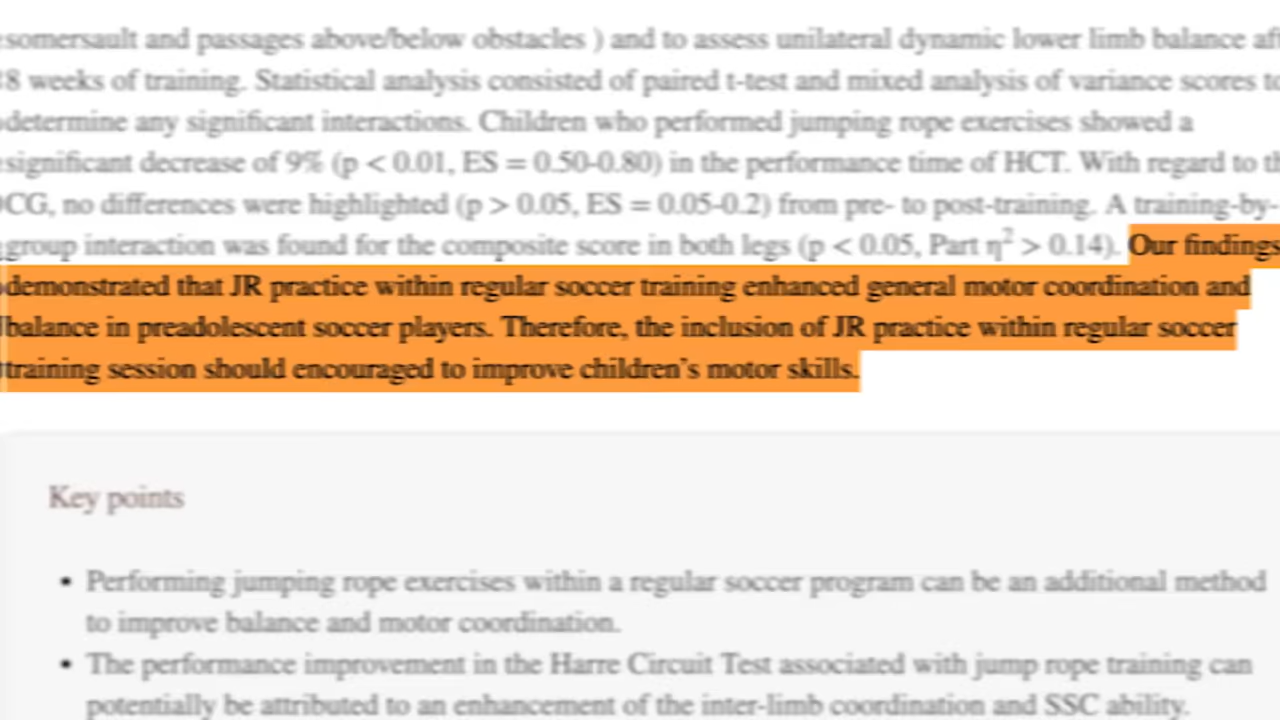 somersault and passages above/below obstacles ) and to assess unilateral dynamic lower limb balance
8 weeks of training. Statistical analysis consisted of paired t-test and mixed analysis of variance scores to
determine any significant interactions. Children who performed jumping rope exercises showed a
significant decrease of 9% (p < 0.01, ES = 0.50-0.80) in the performance time of HCT. With regard to
CG, no differences were highlighted (p > 0.05, ES = 0.05-0.2) from pre- to post-training. A training-by-
group interaction was found for the composite score in both legs (p < 0.05, Part η² > 0.14). Our findings
demonstrated that JR practice within regular soccer training enhanced general motor coordination and
balance in preadolescent soccer players. Therefore, the inclusion of JR practice within regular soccer
training session should encouraged to improve children’s motor skills.
Key points
• Performing jumping rope exercises within a regular soccer program can be an additional method
to improve balance and motor coordination.
• The performance improvement in the Harre Circuit Test associated with jump rope training can
potentially be attributed to an enhancement of the inter-limb coordination and SSC ability.